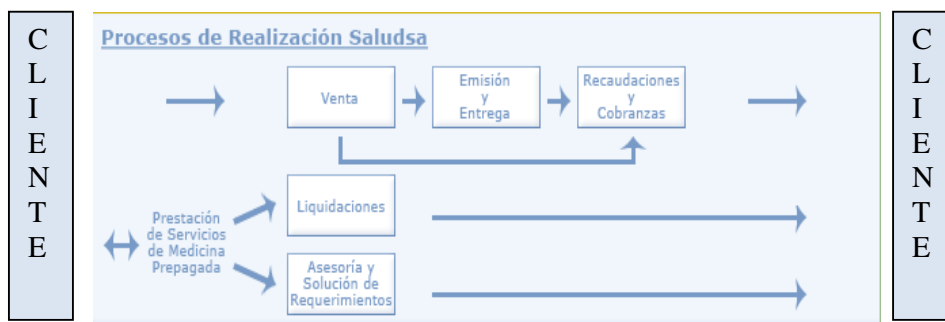 C
L
I
E
N
T
E
Procesos de Realización Saludsa
Venta
Emisión
y
Entrega
Recaudaciones
y
Cobranzas
Liquidaciones
Prestación
de Servicios
de Medicina
Prepagada
Asesoría y
Solución de
Requerimientos
C
L
I
E
N
T
E